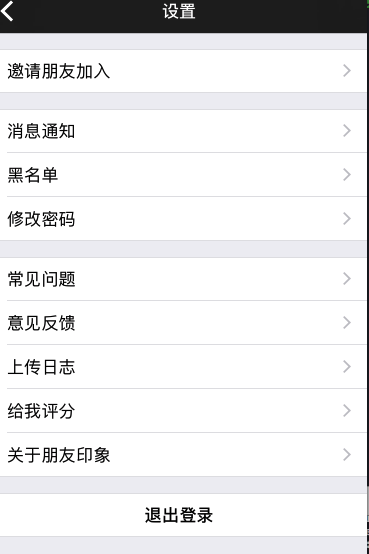 设置
邀请朋友加入
消息通知
黑名单
修改密码
常见问题
意见反馈
上传日志
给我评分
关于朋友印象
退出登录